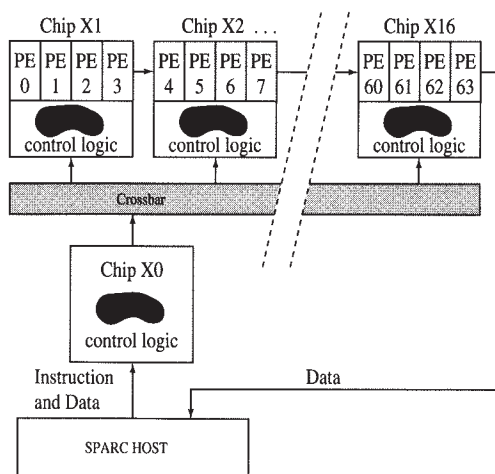 Chip X1
Chip X2 ...
Chip X16
PE 0
PE 1
PE 2
PE 3
PE 4
PE 5
PE 6
PE 7
PE 60
PE 61
PE 62
PE 63
control logic
control logic
control logic
Crossbar
Chip X0
control logic
Instruction
and Data
Data
SPARC HOST